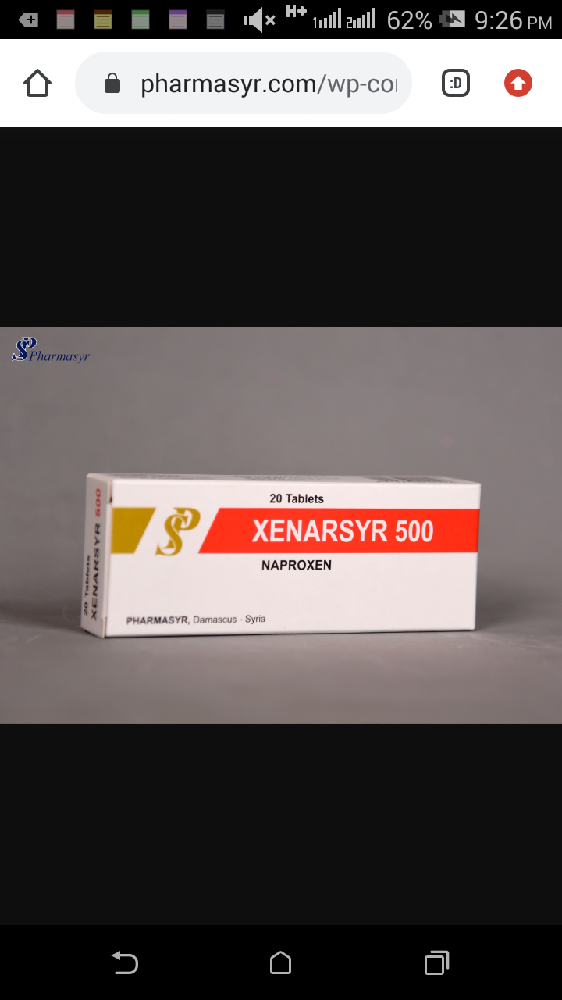 62% 9:26 PM
pharmasyr.com/wp-co
:D
Pharmasyr
20 Tablets
XENARSYR 500
NAPROXEN
PHARMASYR, Damascus - Syria
20 Tablets
XENARSYR 500